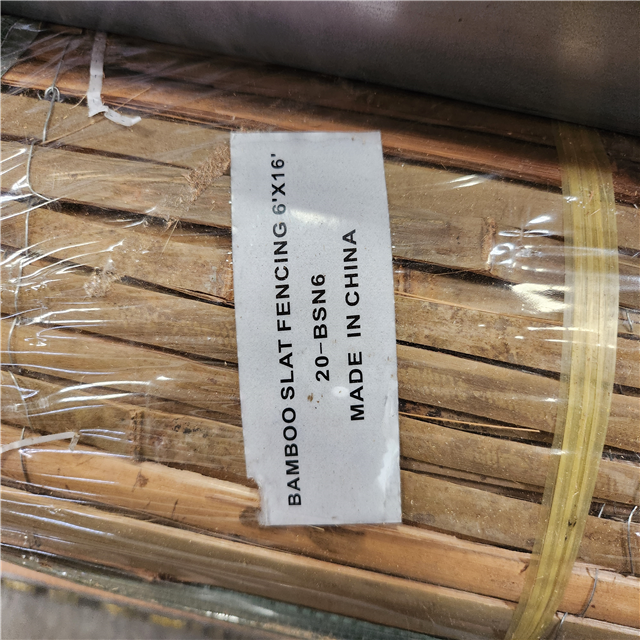 BAMBOO SLAT FENCING 6'X16'
20-BSN6
MADE IN CHINA